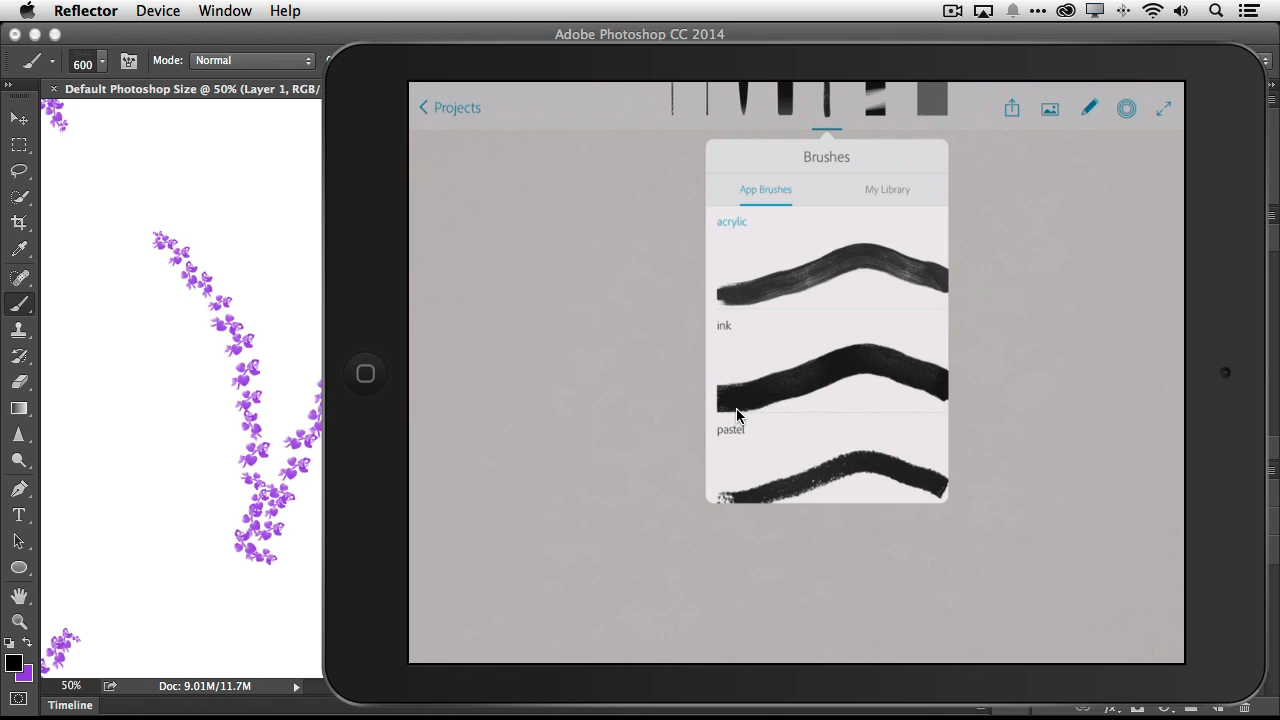 Reflector Device Window Help
Adobe Photoshop CC 2014
600 Mode: Normal
× Default Photoshop Size @ 50% (Layer 1, RGB/
Projects
Brushes
App Brushes My Library
acrylic
ink
pastel
50% Doc: 9.01M/11.7M
Timeline